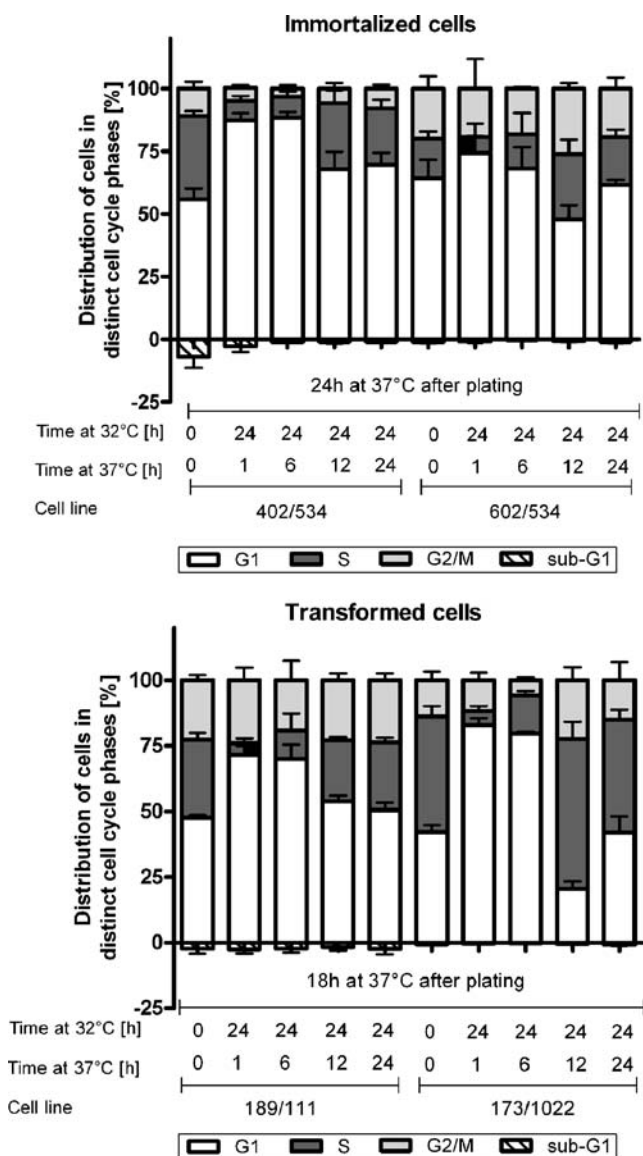 Immortalized cells
Distribution of cells in
distinct cell cycle phases [%]
100
75
50
25
0
-25
24h at 37°C after plating
Time at 32°C [h] 0 24 24 24 24 0 24 24 24 24
Time at 37°C [h] 0 1 6 12 24 0 1 6 12 24
Cell line 402/534 602/534
G1 S G2/M sub-G1
Transformed cells
Distribution of cells in
distinct cell cycle phases [%]
100
75
50
25
0
-25
18h at 37°C after plating
Time at 32°C [h] 0 24 24 24 24 0 24 24 24 24
Time at 37°C [h] 0 1 6 12 24 0 1 6 12 24
Cell line 189/111 173/1022
G1 S G2/M sub-G1